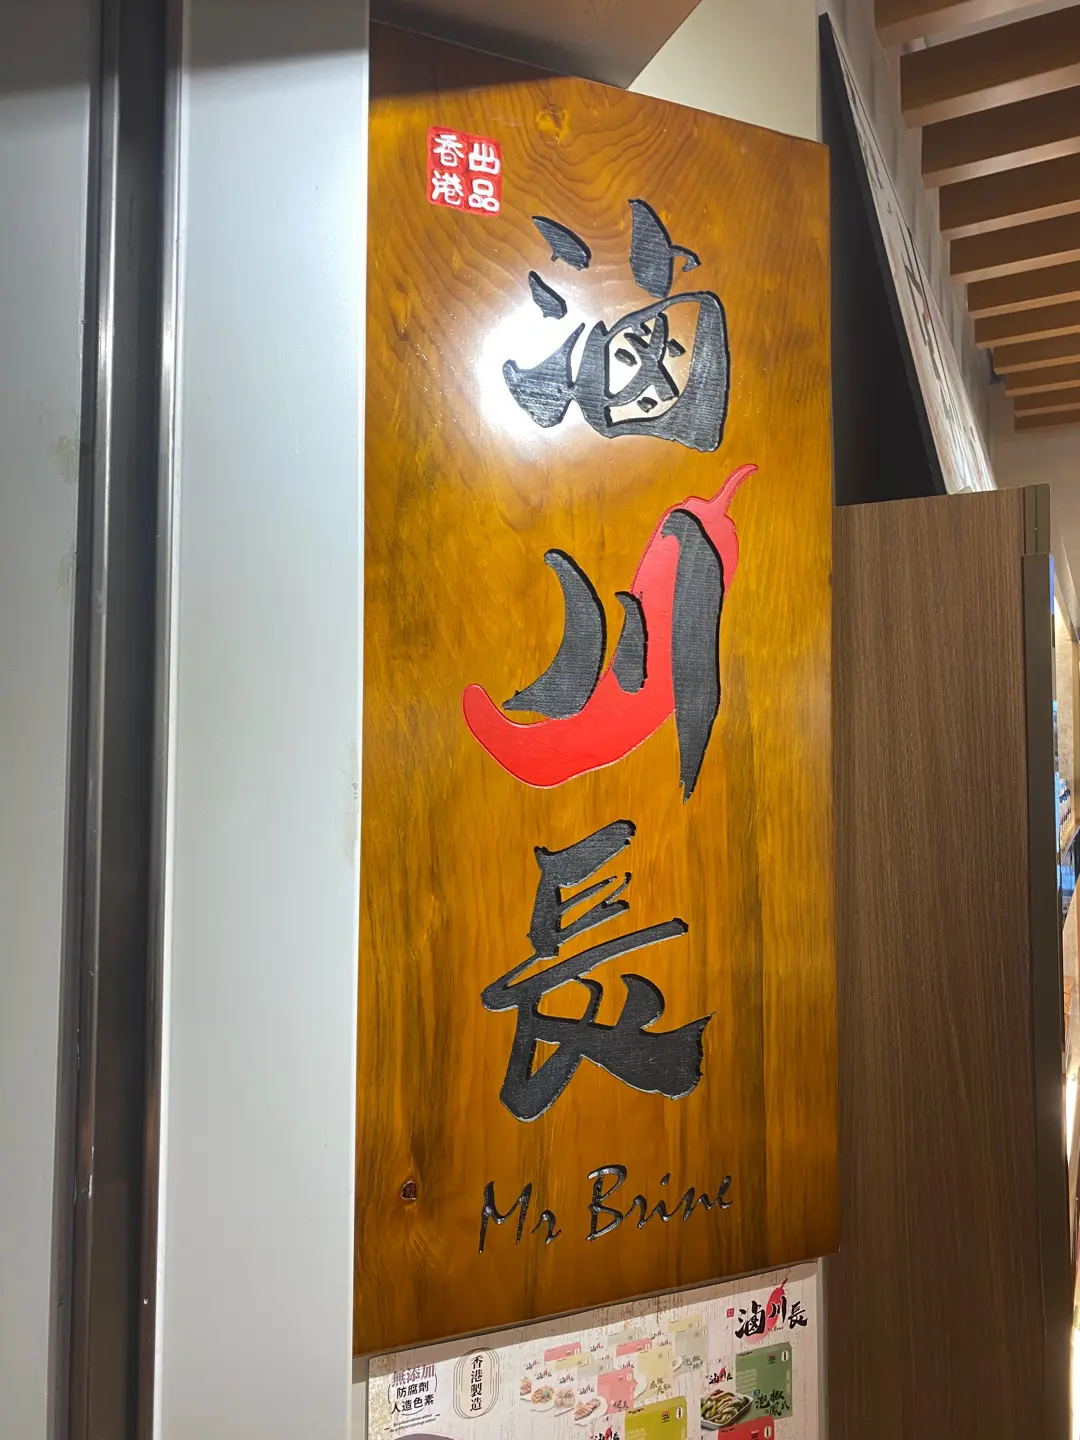 香港出品
滷川長
Mr Brine
滷川長
無添加
防腐劑
人造色素
香港製造